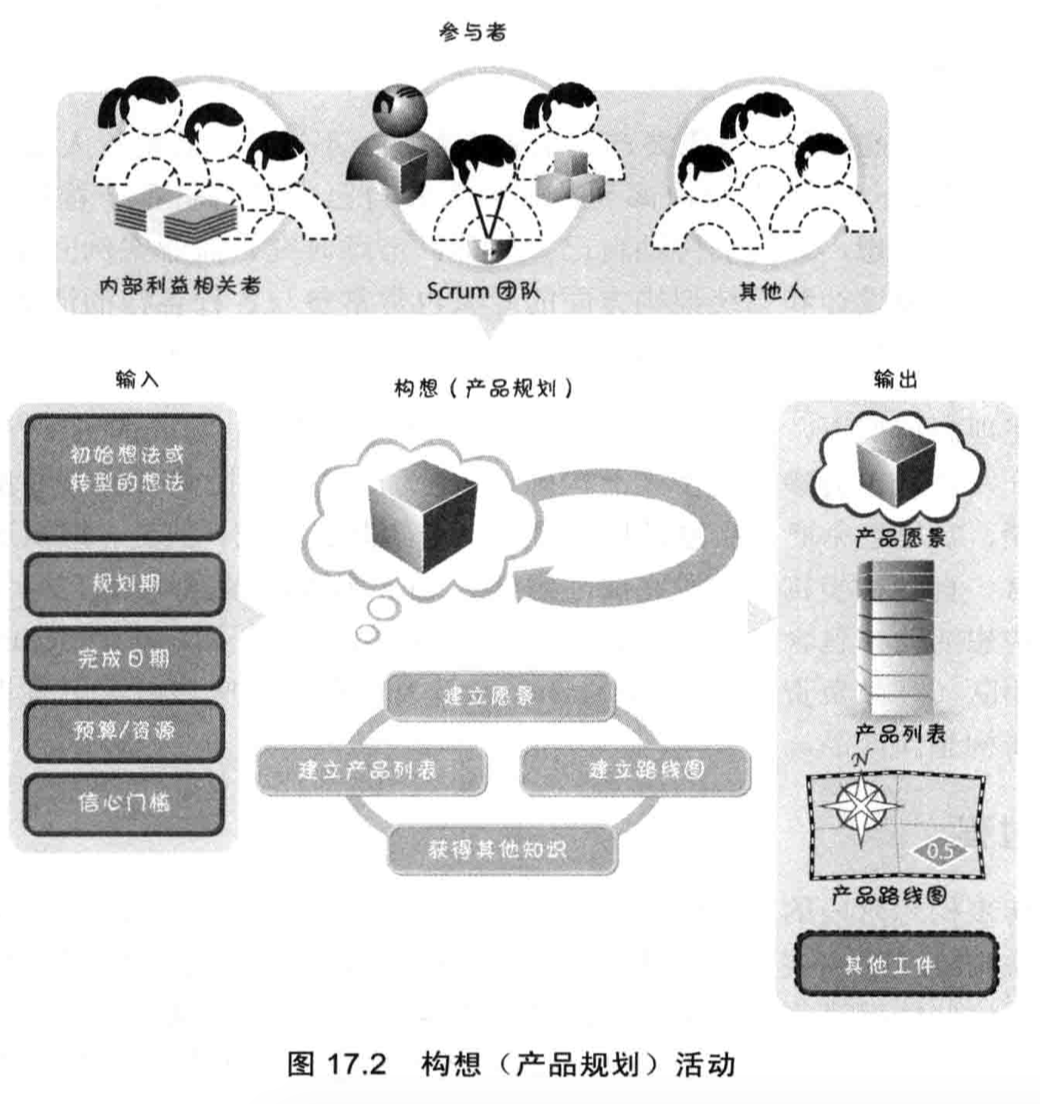 参与者
内部利益相关者
Scrum 团队
其他人
输入
构想（产品规划）
输出
初始想法或
转型的想法
规划期
完成日期
预算/资源
信心门槛
建立愿景
建立产品列表
建立路线图
获得其他知识
产品愿景
产品列表
N
0.5
产品路线图
其他工件
图 17.2 构想（产品规划）活动